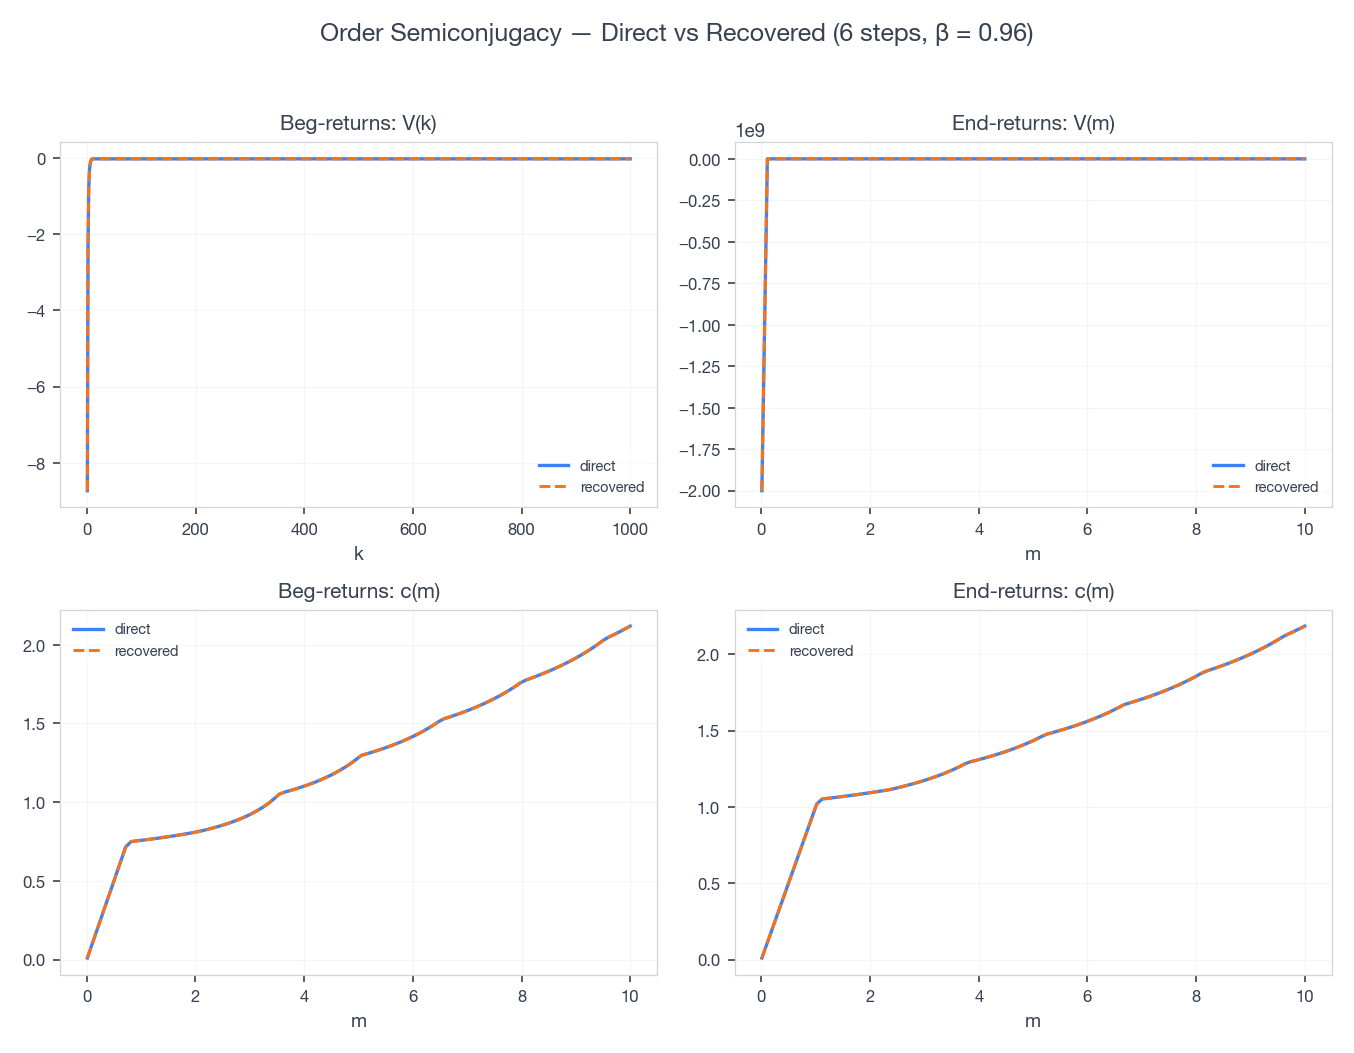 Order Semiconjugacy — Direct vs Recovered (6 steps, β = 0.96)
Beg-returns: V(k)
0
−2
−4
−6
−8
direct
recovered
0 200 400 600 800 1000
k
End-returns: V(m)
1e9
0.00
−0.25
−0.50
−0.75
−1.00
−1.25
−1.50
−1.75
−2.00
direct
recovered
0 2 4 6 8 10
m
Beg-returns: c(m)
direct
recovered
2.0
1.5
1.0
0.5
0.0
0 2 4 6 8 10
m
End-returns: c(m)
direct
recovered
2.0
1.5
1.0
0.5
0.0
0 2 4 6 8 10
m